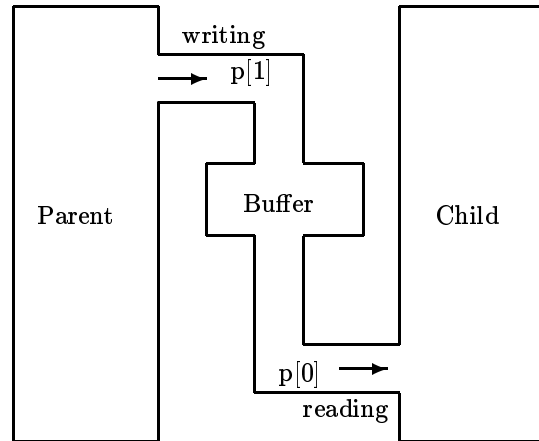 writing
p[1]
Parent
Buffer
Child
p[0]
reading